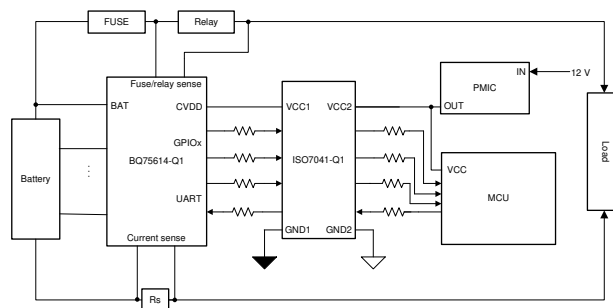 FUSE
Relay
Fuse/relay sense
BAT
CVDD
GPIOx
BQ75614-Q1
UART
Current sense
Battery
Rs
VCC1
VCC2
ISO7041-Q1
GND1
GND2
IN
PMIC
OUT
12 V
VCC
MCU
Load